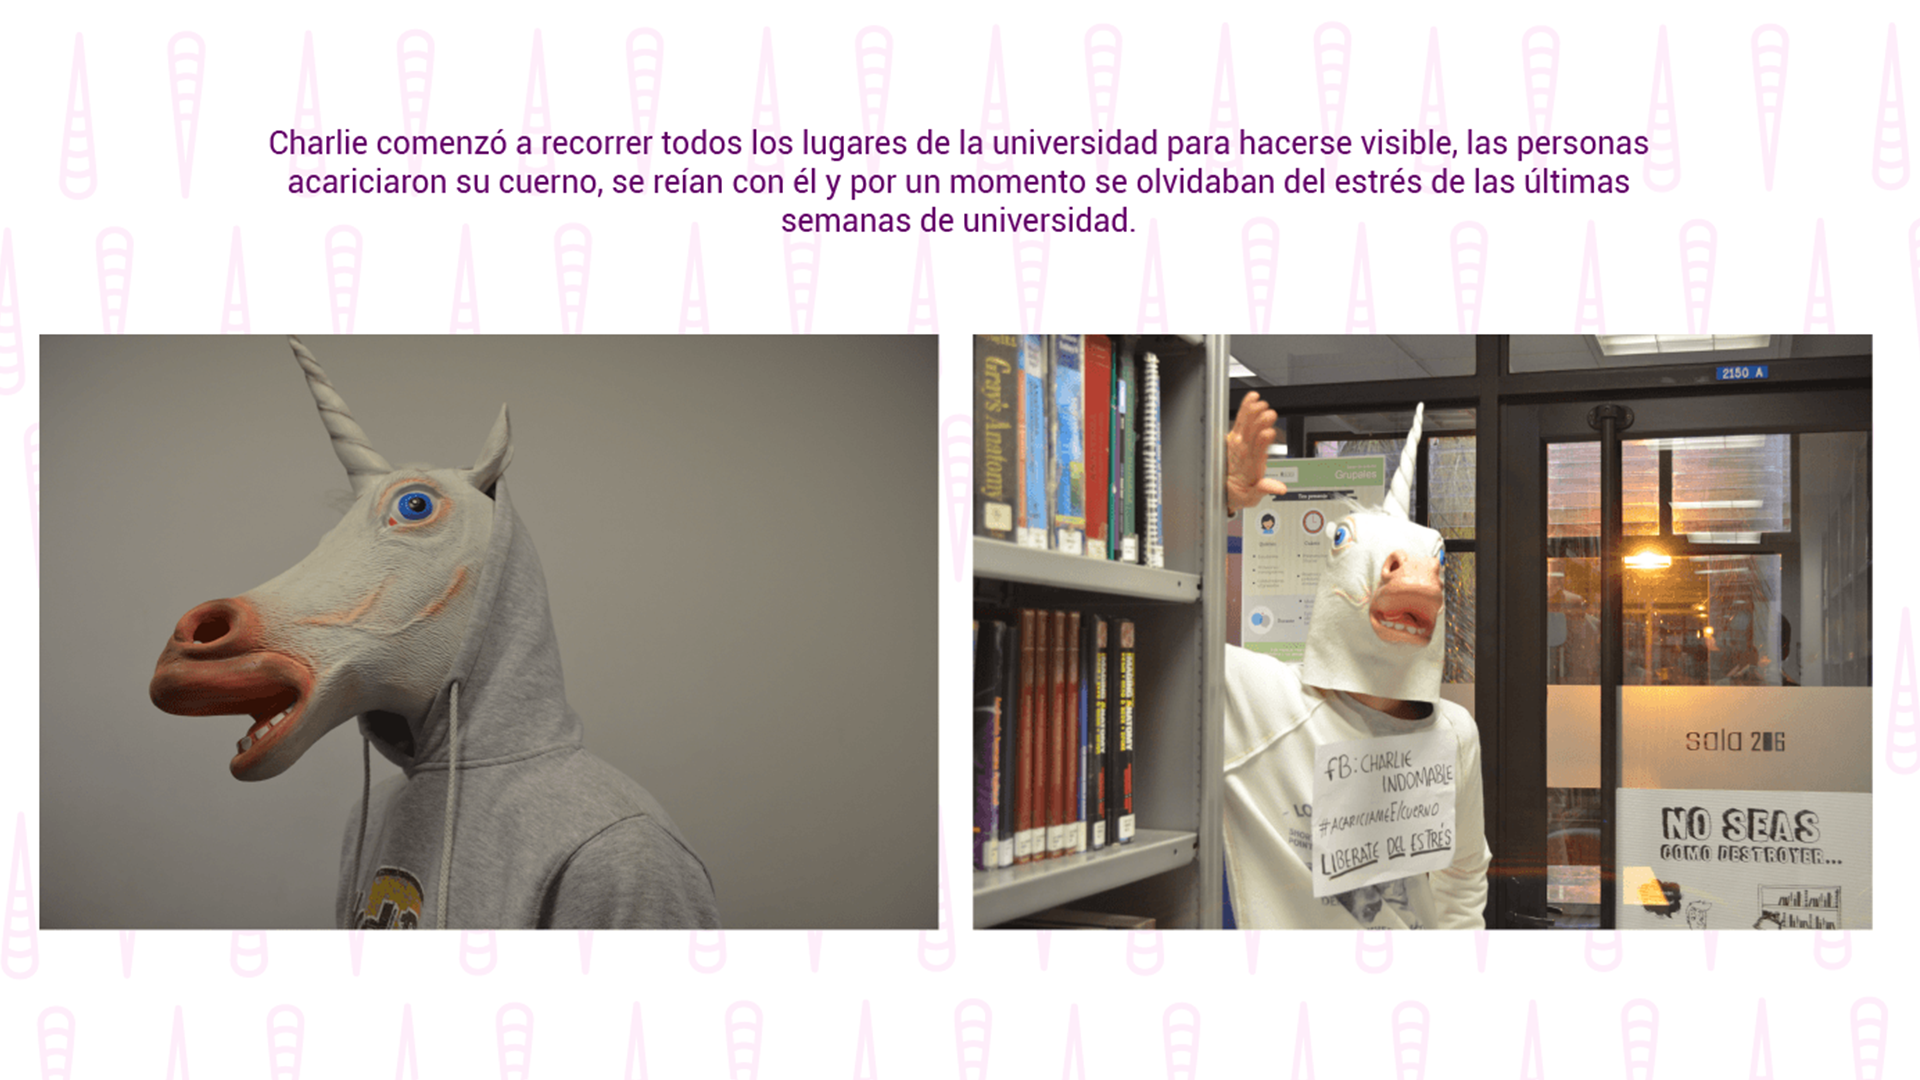 Charlie comenzó a recorrer todos los lugares de la universidad para hacerse visible, las personas
acariciaron su cuerno, se reían con él y por un momento se olvidaban del estrés de las últimas
semanas de universidad.
Gray's Anatomy
2150 A
Grupales
fB: CHARLIE
INDOMABLE
#ACARICIAMEElCUERNO
LIBERATE DEL ESTRÉS
sala 206
NO SEAS
COMO DESTROYER...